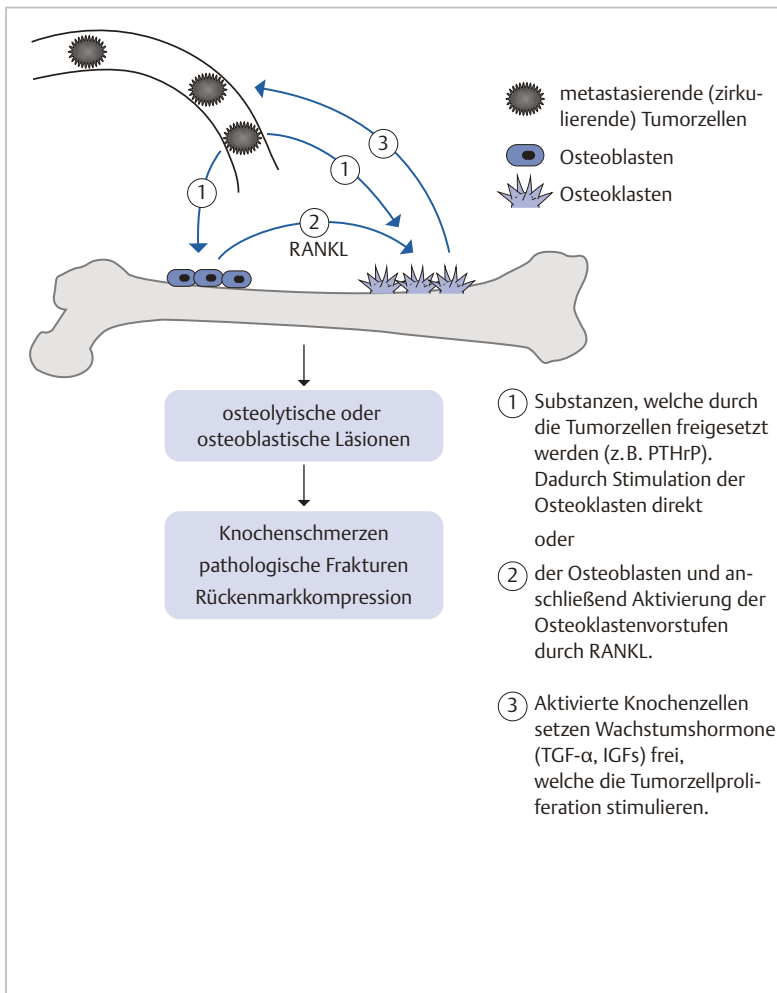 metastasierende (zirku-
lierende) Tumorzellen
Osteoblasten
Osteoklasten
1
1
3
2
RANKL
osteolytische oder
osteoblastische Läsionen
Knochenschmerzen
pathologische Frakturen
Rückenmarkkompression
1 Substanzen, welche durch
die Tumorzellen freigesetzt
werden (z.B. PTHrP).
Dadurch Stimulation der
Osteoklasten direkt
oder
2 der Osteoblasten und an-
schließend Aktivierung der
Osteoklastenvorstufen
durch RANKL.
3 Aktivierte Knochenzellen
setzen Wachstumshormone
(TGF-α, IGFs) frei,
welche die Tumorzellproli-
feration stimulieren.